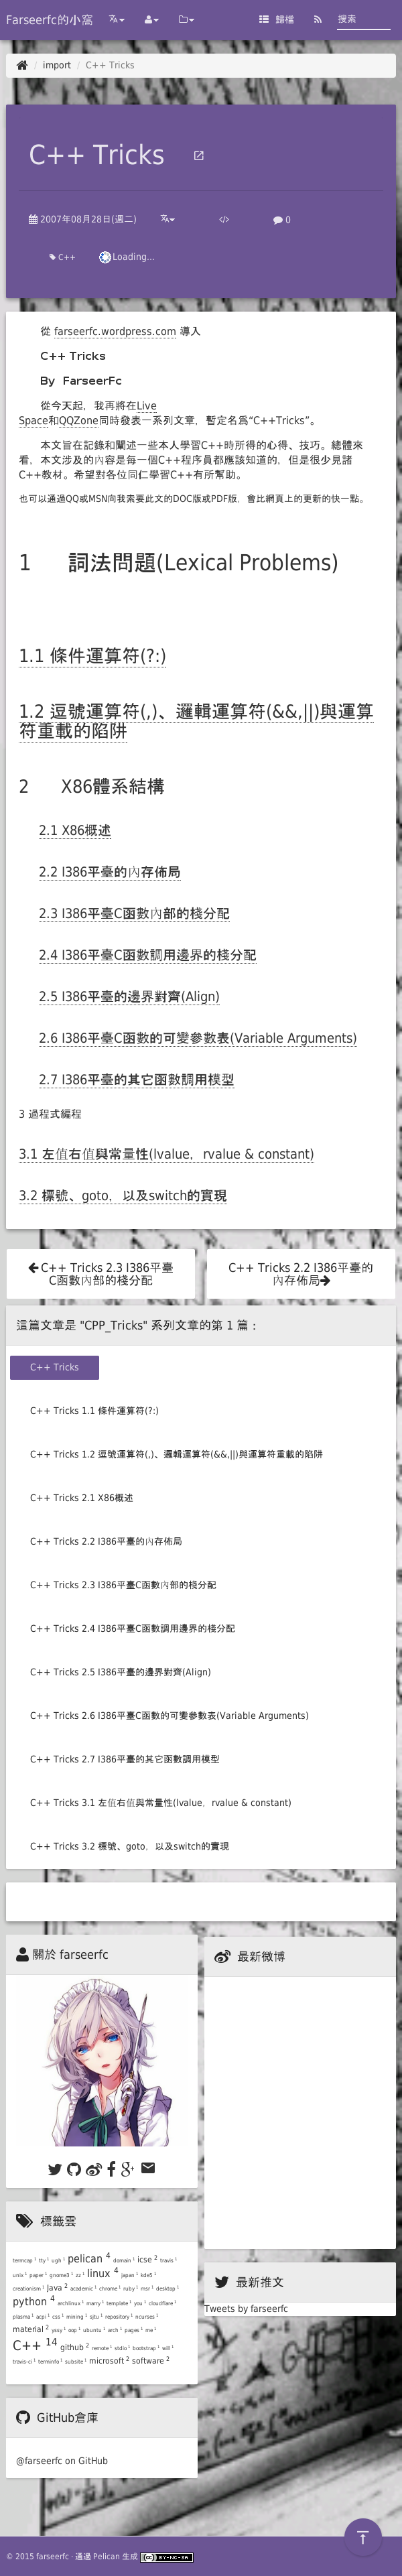 Farseerfc的小窩
歸檔
搜索
import / C++ Tricks
C++ Tricks
2007年08月28日(週二)
0
C++
Loading...
從 farseerfc.wordpress.com 導入
C++ Tricks
By FarseerFc
從今天起，我再將在Live
Space和QQZone同時發表一系列文章，暫定名爲“C++Tricks”。
本文旨在記錄和闡述一些本人學習C++時所得的心得、技巧。總體來
看，本文涉及的內容是每一個C++程序員都應該知道的，但是很少見諸
C++教材。希望對各位同仁學習C++有所幫助。
也可以通過QQ或MSN向我索要此文的DOC版或PDF版，會比網頁上的更新的快一點。
1 詞法問題(Lexical Problems)
1.1 條件運算符(?:)
1.2 逗號運算符(,)、邏輯運算符(&&,||)與運算
符重載的陷阱
2 X86體系結構
2.1 X86概述
2.2 I386平臺的內存佈局
2.3 I386平臺C函數內部的棧分配
2.4 I386平臺C函數調用邊界的棧分配
2.5 I386平臺的邊界對齊(Align)
2.6 I386平臺C函數的可變參數表(Variable Arguments)
2.7 I386平臺的其它函數調用模型
3 過程式編程
3.1 左值右值與常量性(lvalue，rvalue & constant)
3.2 標號、goto，以及switch的實現
C++ Tricks 2.3 I386平臺
C函數內部的棧分配
C++ Tricks 2.2 I386平臺的
內存佈局
這篇文章是 "CPP_Tricks" 系列文章的第 1 篇：
C++ Tricks
C++ Tricks 1.1 條件運算符(?:)
C++ Tricks 1.2 逗號運算符(,)、邏輯運算符(&&,||)與運算符重載的陷阱
C++ Tricks 2.1 X86概述
C++ Tricks 2.2 I386平臺的內存佈局
C++ Tricks 2.3 I386平臺C函數內部的棧分配
C++ Tricks 2.4 I386平臺C函數調用邊界的棧分配
C++ Tricks 2.5 I386平臺的邊界對齊(Align)
C++ Tricks 2.6 I386平臺C函數的可變參數表(Variable Arguments)
C++ Tricks 2.7 I386平臺的其它函數調用模型
C++ Tricks 3.1 左值右值與常量性(lvalue，rvalue & constant)
C++ Tricks 3.2 標號、goto，以及switch的實現
關於 farseerfc
標籤雲
termcap 1 tty 1 ugh 1 pelican 4 domain 1 icse 2 travis 1
unix 1 paper 1 gnome3 1 zz 1 linux 4 japan 1 kde5 1
creationism 1 Java 2 academic 1 chrome 1 ruby 1 msr 1 desktop 1
python 4 archlinux 1 marry 1 template 1 you 1 cloudflare 1
plasma 1 acpi 1 css 1 mining 1 sjtu 1 repository 1 ncurses 1
material 2 yssy 1 oop 1 ubuntu 1 arch 1 pages 1 me 1
C++ 14 github 2 remote 1 stdio 1 bootstrap 1 will 1
travis-ci 1 terminfo 1 subsite 1 microsoft 2 software 2
GitHub倉庫
@farseerfc on GitHub
最新微博
最新推文
Tweets by farseerfc
© 2015 farseerfc · 通過 Pelican 生成
BY-NC-SA